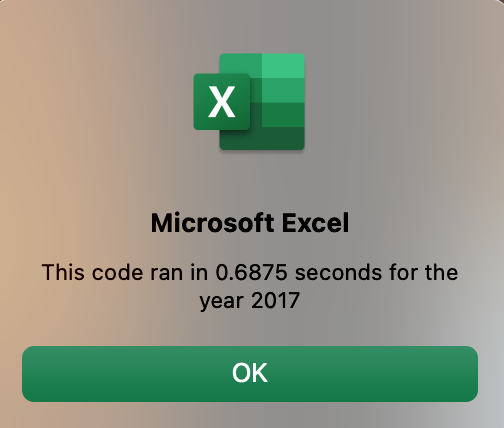 X
Microsoft Excel
This code ran in 0.6875 seconds for the
year 2017
OK